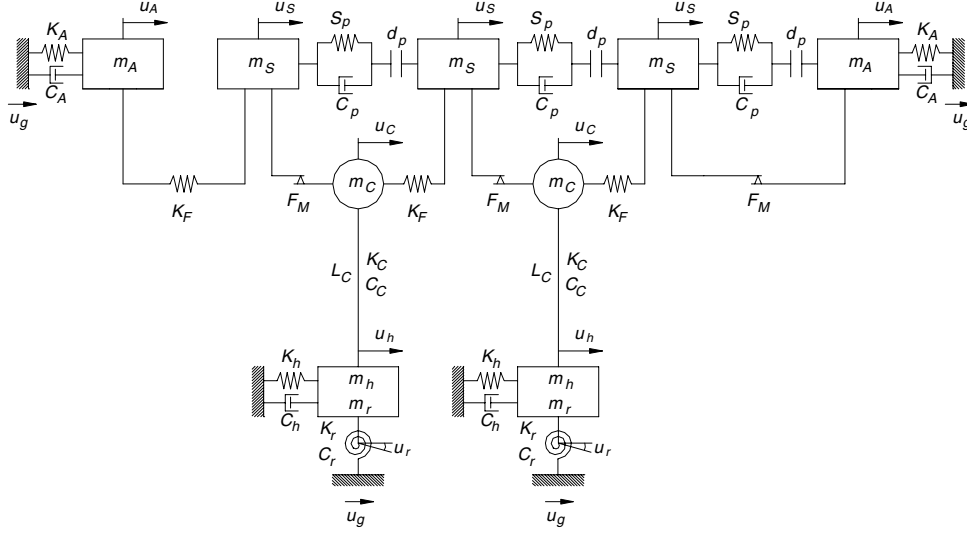 u_A u_S u_S u_S u_A
S_p S_p S_p
K_A d_p d_p d_p K_A
m_A m_S m_S m_S m_A
C_A C_p C_p C_p C_A
u_g u_g
u_C u_C
m_C m_C
K_F F_M K_F F_M K_F F_M
L_C K_C L_C K_C
C_C C_C
u_h u_h
K_h K_h
m_h m_h
m_r m_r
C_h C_h
K_r K_r
C_r u_r C_r u_r
u_g u_g